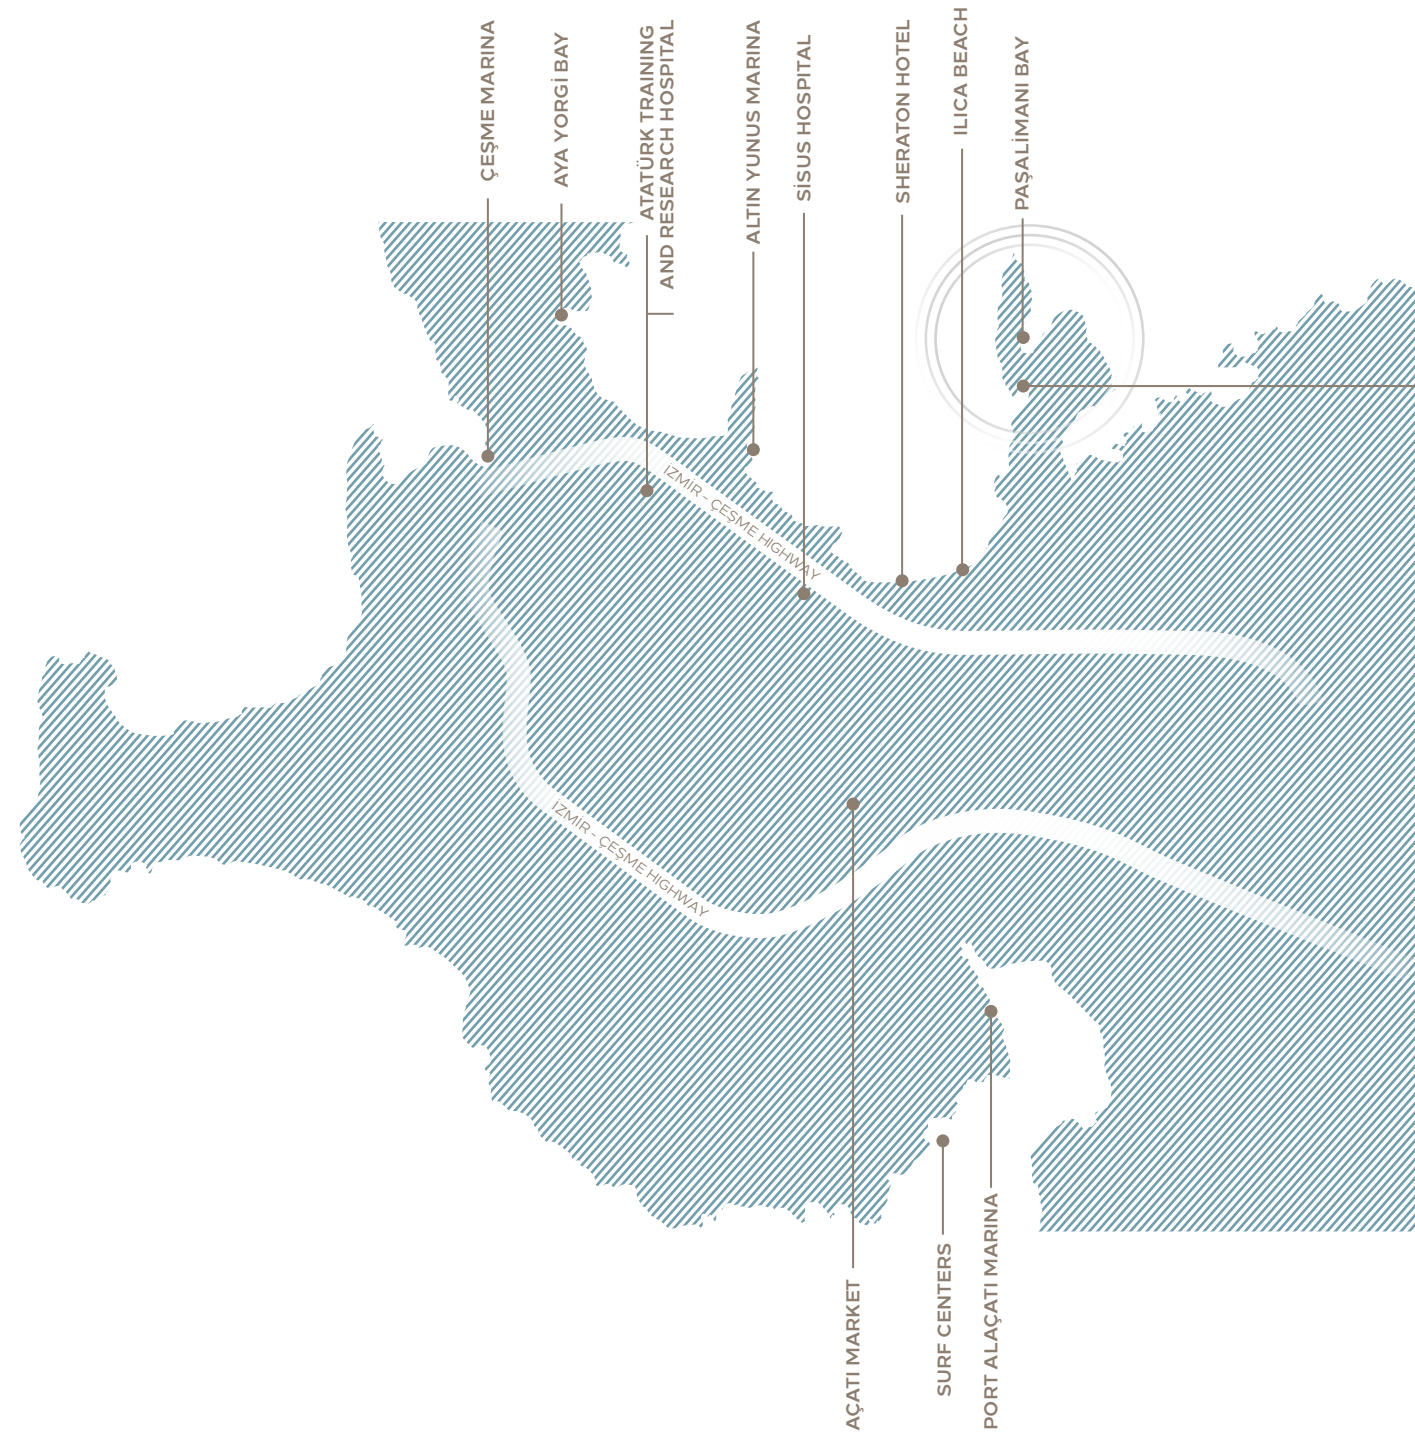 ÇEŞME MARINA
AYA YORGİ BAY
ATATÜRK TRAINING
AND RESEARCH HOSPITAL
ALTIN YUNUS MARINA
SİSUS HOSPITAL
SHERATON HOTEL
ILICA BEACH
PAŞALİMANI BAY
İZMİR - ÇEŞME HIGHWAY
İZMİR - ÇEŞME HIGHWAY
AÇATI MARKET
SURF CENTERS
PORT ALAÇATI MARINA